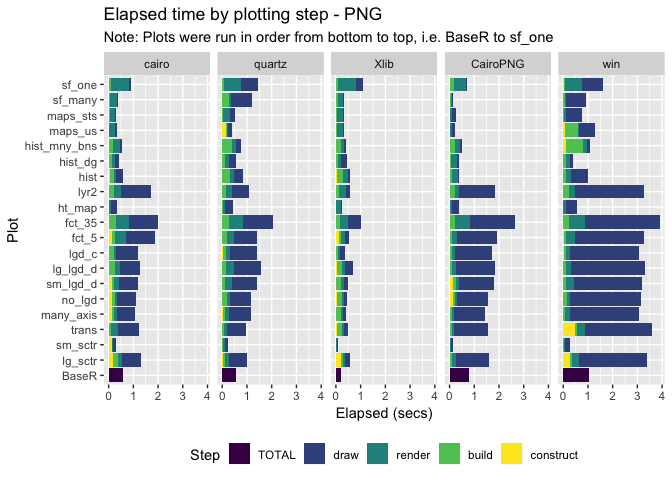 Elapsed time by plotting step - PNG
Note: Plots were run in order from bottom to top, i.e. BaseR to sf_one
cairo quartz Xlib CairoPNG win
Plot
sf_one
sf_many
maps_sts
maps_us
hist_mny_bns
hist_dg
hist
lyr2
ht_map
fct_35
fct_5
lgd_c
lg_lgd_d
sm_lgd_d
no_lgd
many_axis
trans
sm_sctr
lg_sctr
BaseR
0 1 2 3 4 0 1 2 3 4 0 1 2 3 4 0 1 2 3 4 0 1 2 3 4
Elapsed (secs)
Step TOTAL draw render build construct